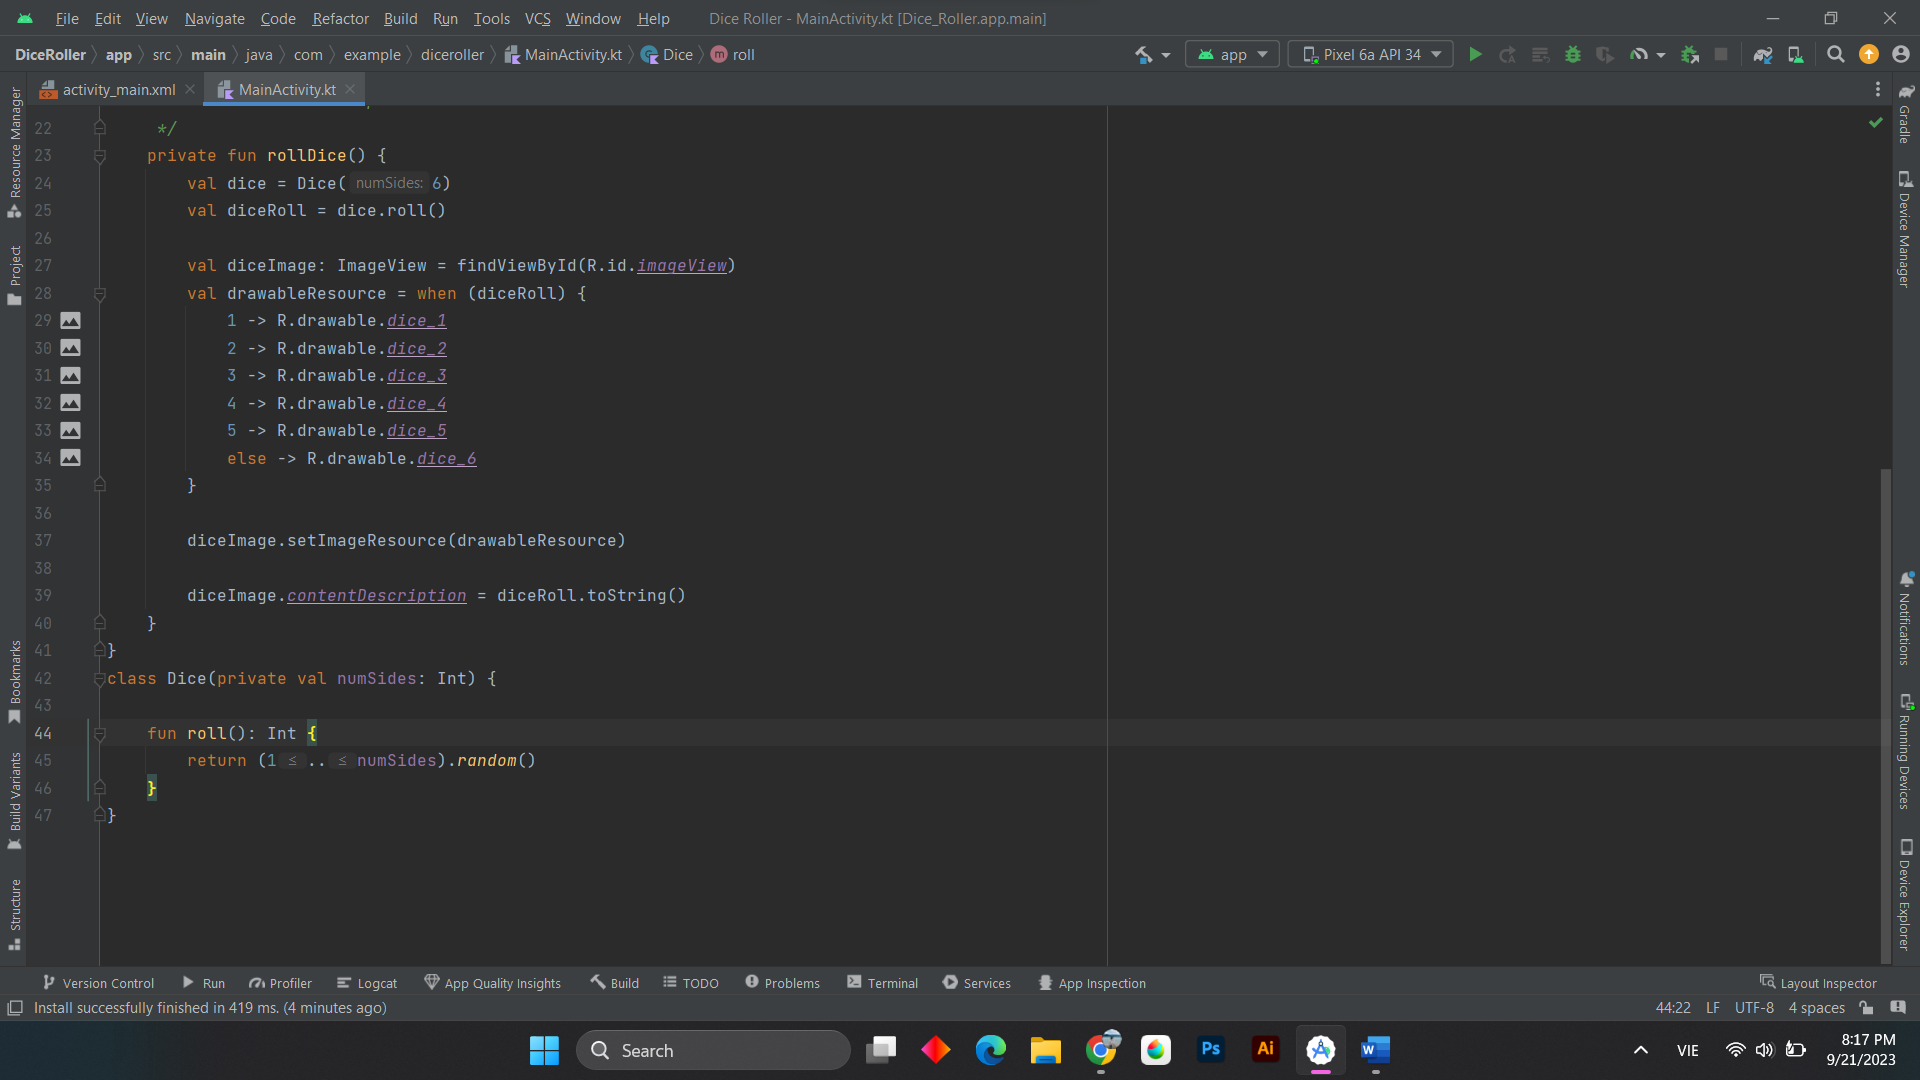 File Edit View Navigate Code Refactor Build Run Tools VCS Window Help Dice Roller - MainActivity.kt [Dice_Roller.app.main]
DiceRoller app src main java com example diceroller MainActivity.kt Dice roll app Pixel 6a API 34
activity_main.xml MainActivity.kt
22 */
23 private fun rollDice() {
24 val dice = Dice( numSides: 6)
25 val diceRoll = dice.roll()
26
27 val diceImage: ImageView = findViewById(R.id.imageView)
28 val drawableResource = when (diceRoll) {
29 1 -> R.drawable.dice_1
30 2 -> R.drawable.dice_2
31 3 -> R.drawable.dice_3
32 4 -> R.drawable.dice_4
33 5 -> R.drawable.dice_5
34 else -> R.drawable.dice_6
35 }
36
37 diceImage.setImageResource(drawableResource)
38
39 diceImage.contentDescription = diceRoll.toString()
40 }
41 }
42 class Dice(private val numSides: Int) {
43
44 fun roll(): Int {
45 return (1 ≤ .. ≤ numSides).random()
46 }
47 }
Resource Manager
Project
Bookmarks
Build Variants
Structure
Gradle
Device Manager
Notifications
Running Devices
Device Explorer
Version Control Run Profiler Logcat App Quality Insights Build TODO Problems Terminal Services App Inspection Layout Inspector
Install successfully finished in 419 ms. (4 minutes ago) 44:22 LF UTF-8 4 spaces
Search Ps Ai W VIE 8:17 PM
9/21/2023